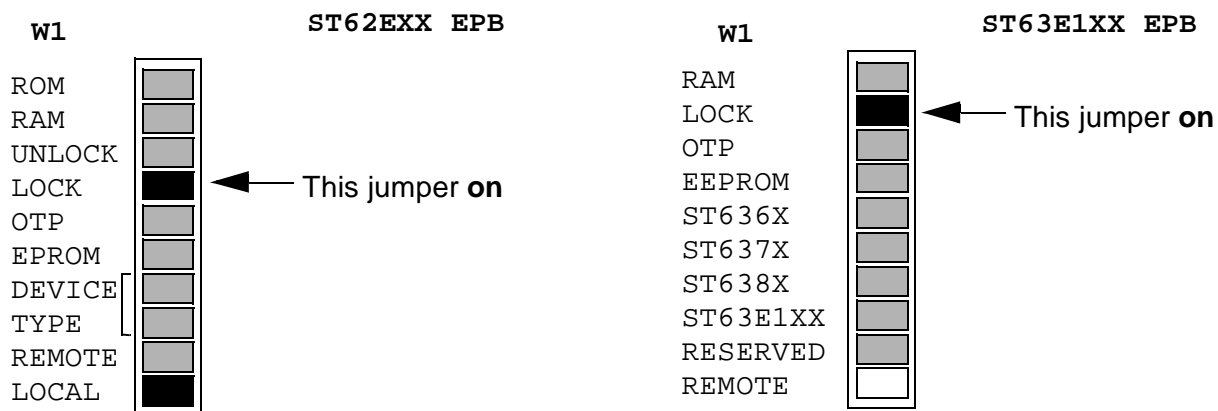 W1
ST62EXX EPB
ROM
RAM
UNLOCK
LOCK
This jumper on
OTP
EPROM
DEVICE
TYPE
REMOTE
LOCAL
W1
ST63E1XX EPB
RAM
LOCK
This jumper on
OTP
EEPROM
ST636X
ST637X
ST638X
ST63E1XX
RESERVED
REMOTE